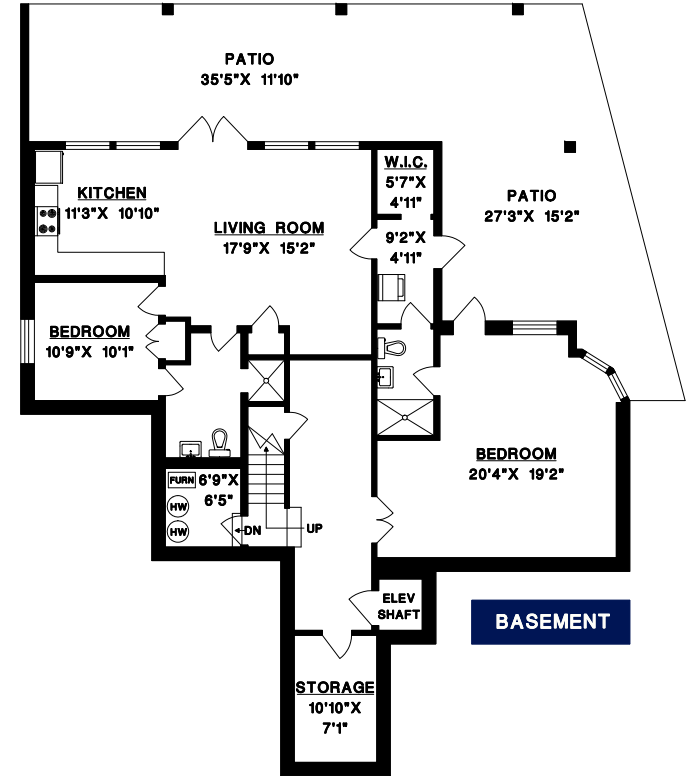 PATIO
35'5"X 11'10"
W.I.C.
5'7"X
4'11"
KITCHEN
11'3"X 10'10"
PATIO
27'3"X 15'2"
LIVING ROOM
17'9"X 15'2"
9'2"X
4'11"
BEDROOM
10'9"X 10'1"
BEDROOM
20'4"X 19'2"
FURN
6'9"X
6'5"
HW
HW
DN
UP
ELEV
SHAFT
BASEMENT
STORAGE
10'10"X
7'1"